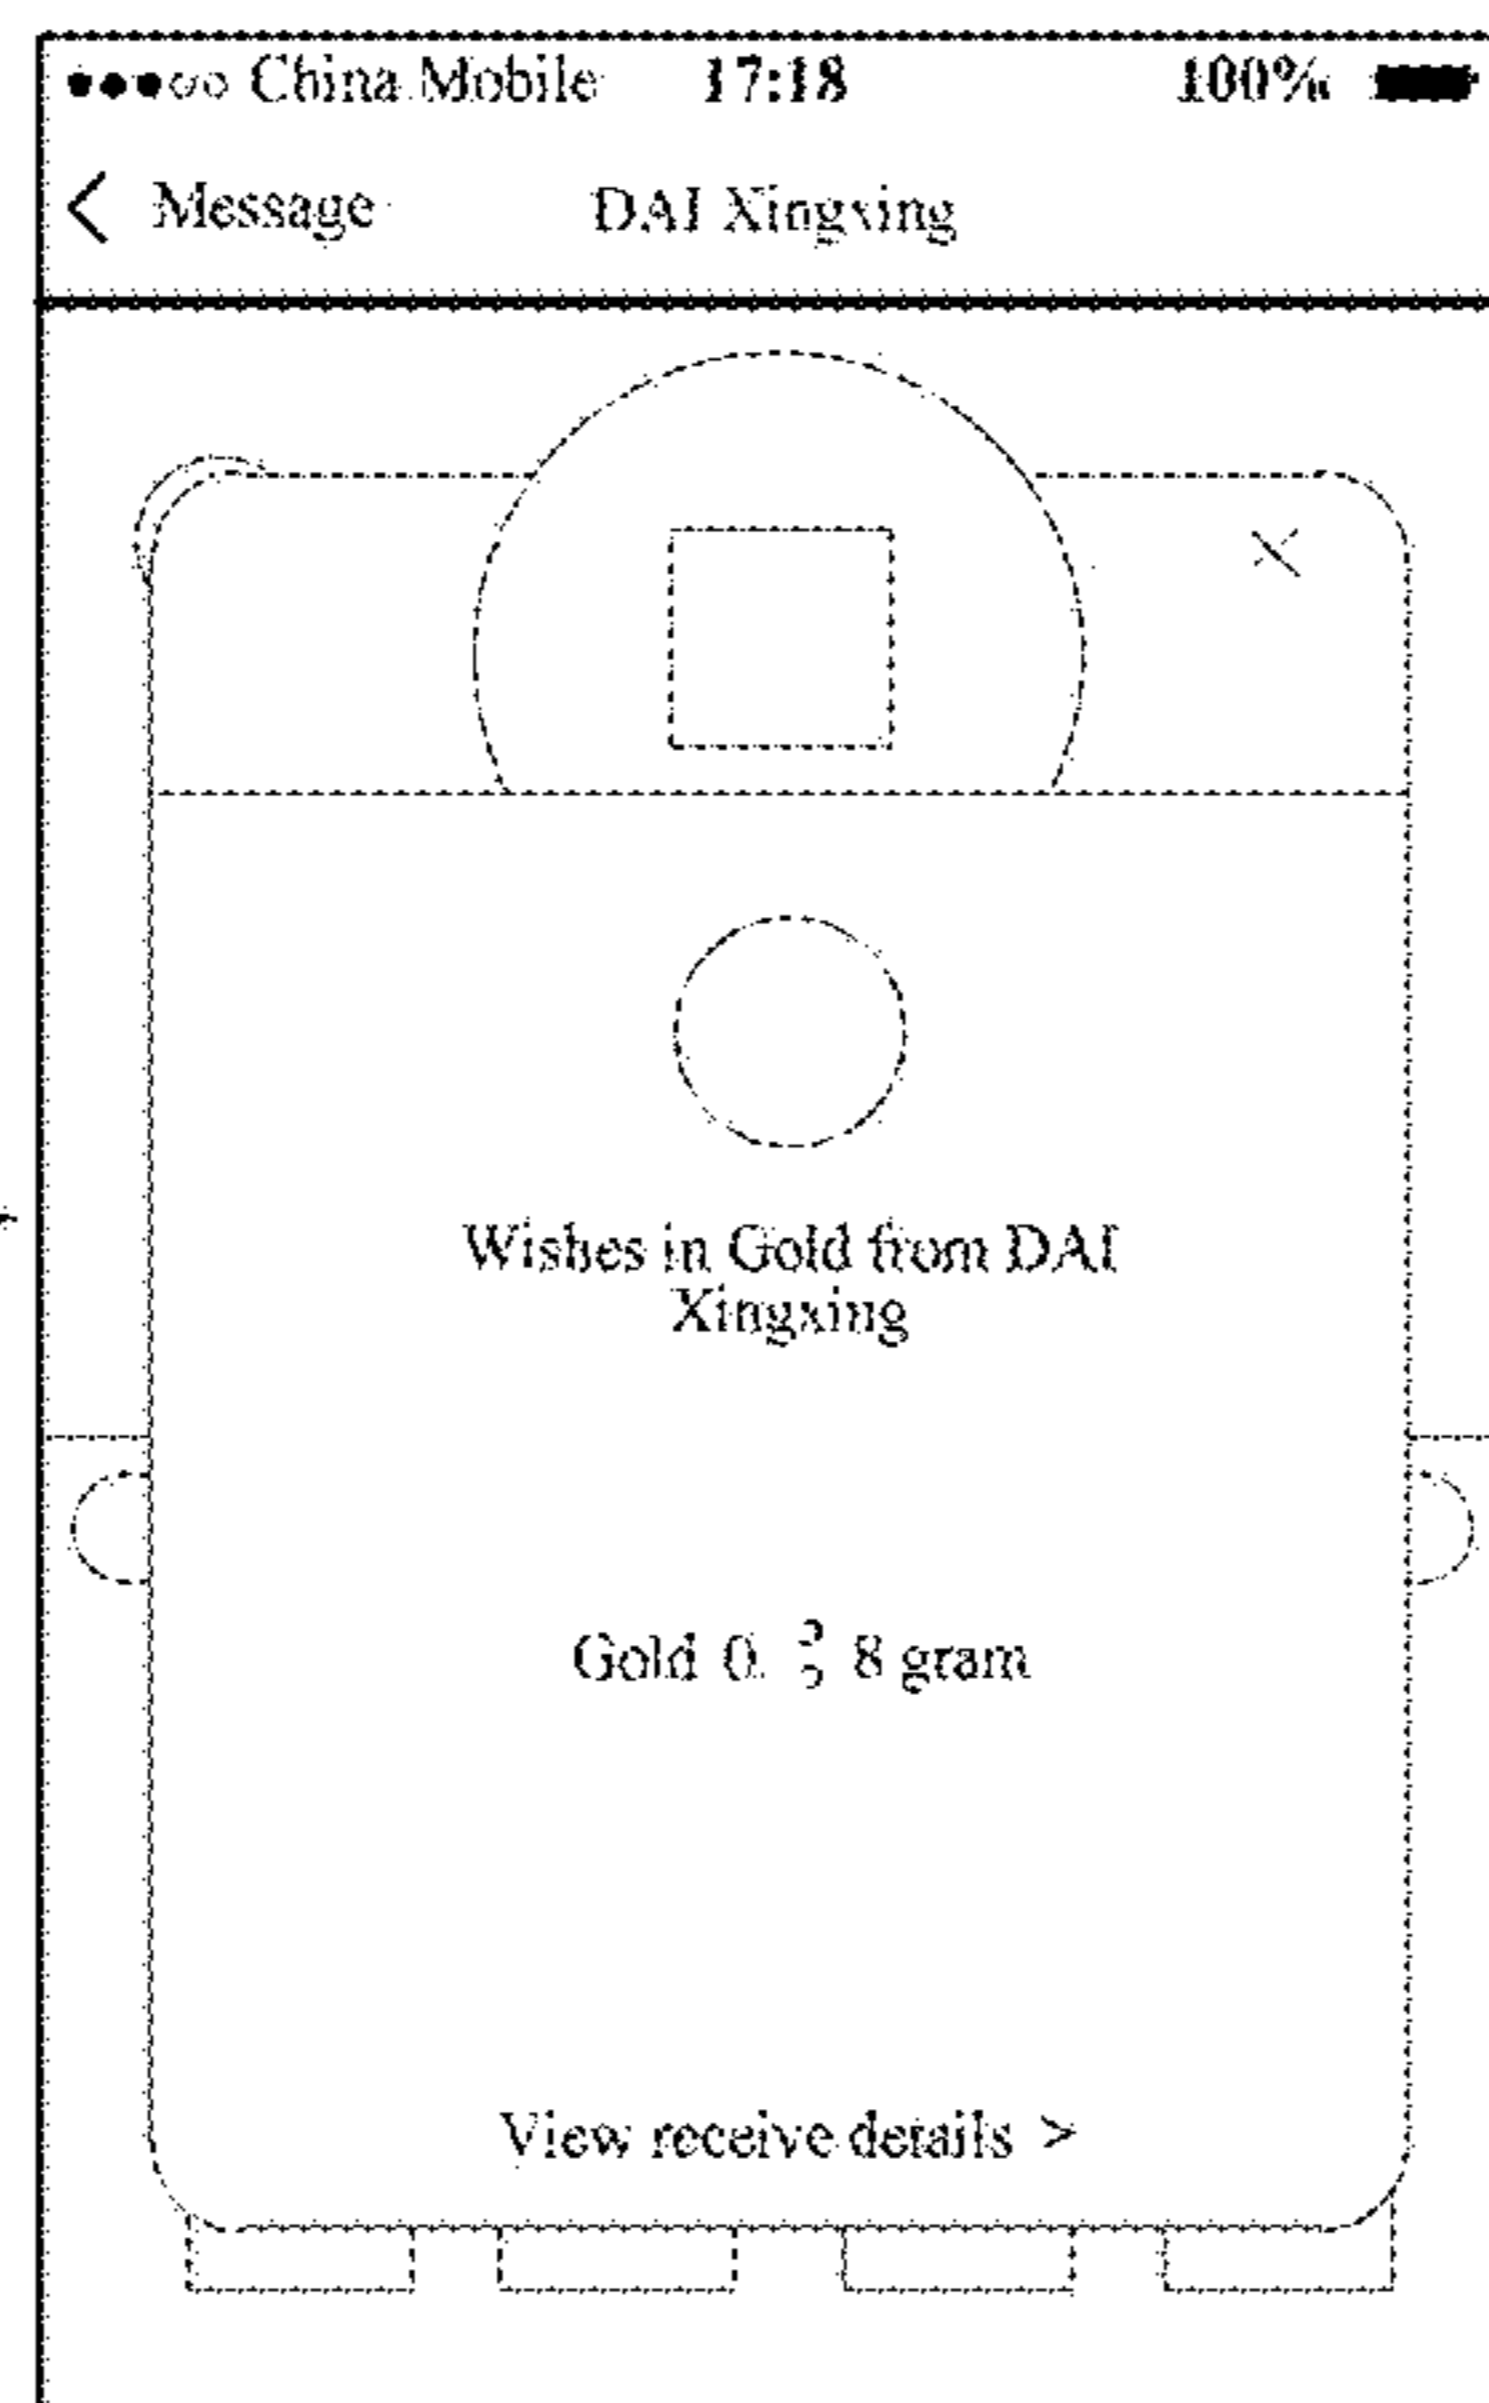 China Mobile 17:18 100%
< Message DAI Xingxing
Wishes in Gold from DAI
Xingxing
Gold 0. 8 gram
View receive details >